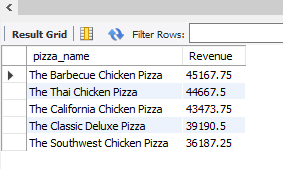 Result Grid Filter Rows:
pizza_name Revenue
The Barbecue Chicken Pizza 45167.75
The Thai Chicken Pizza 44667.5
The California Chicken Pizza 43473.75
The Classic Deluxe Pizza 39190.5
The Southwest Chicken Pizza 36187.25